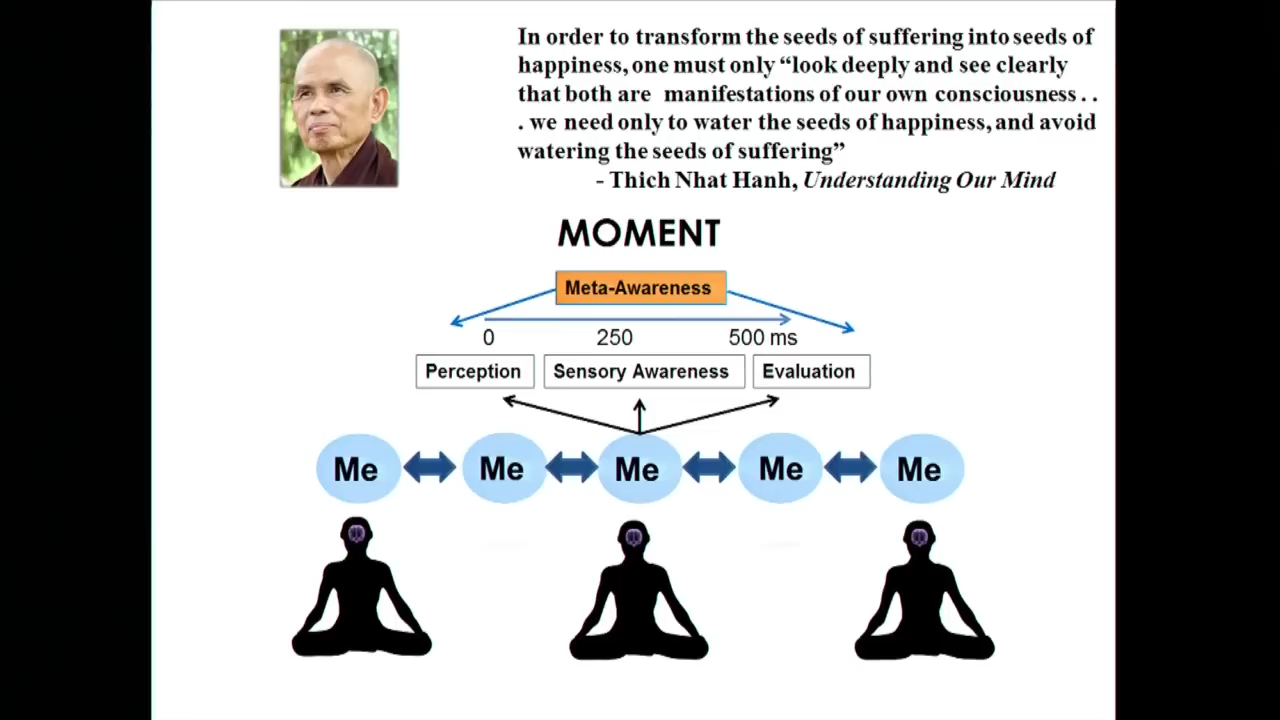 In order to transform the seeds of suffering into seeds of
happiness, one must only “look deeply and see clearly
that both are manifestations of our own consciousness . .
. we need only to water the seeds of happiness, and avoid
watering the seeds of suffering”
- Thich Nhat Hanh, Understanding Our Mind
MOMENT
Meta-Awareness
0 250 500 ms
Perception Sensory Awareness Evaluation
Me Me Me Me Me